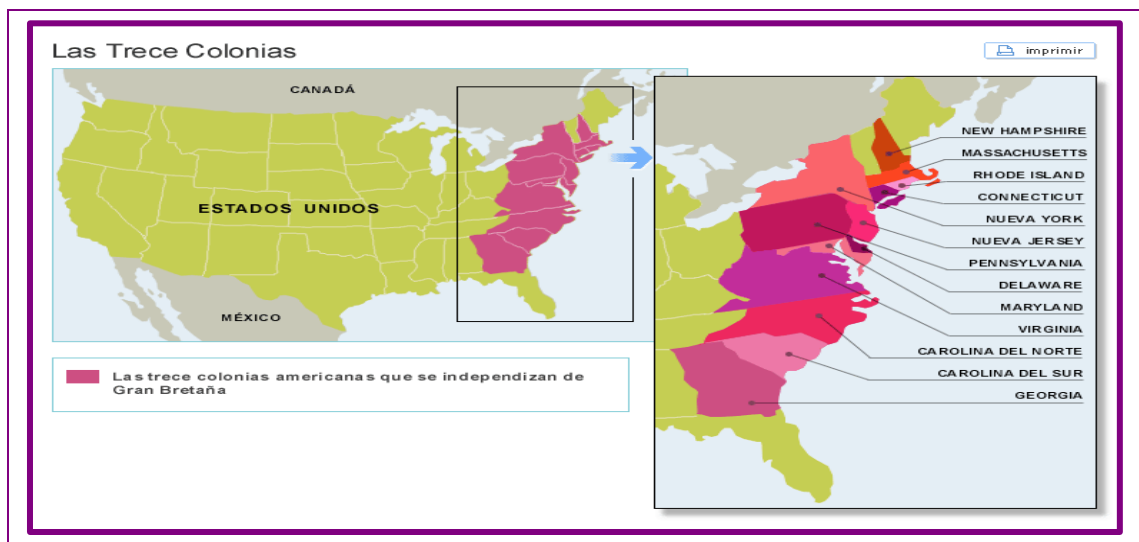 Las Trece Colonias
imprimir
CANADÁ
ESTADOS UNIDOS
MÉXICO
NEW HAMPSHIRE
MASSACHUSETTS
RHODE ISLAND
CONNECTICUT
NUEVA YORK
NUEVA JERSEY
PENNSYLVANIA
DELAWARE
MARYLAND
VIRGINIA
CAROLINA DEL NORTE
CAROLINA DEL SUR
GEORGIA
Las trece colonias americanas que se independizan de
Gran Bretaña